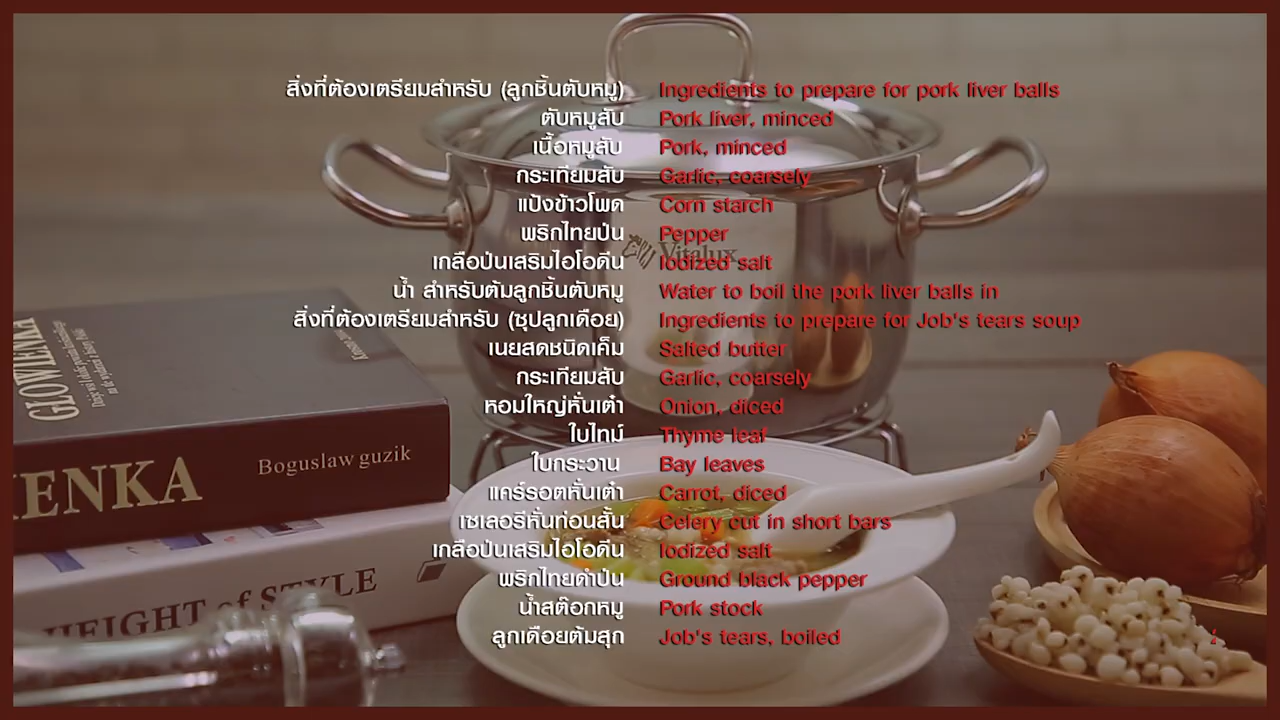 สิ่งที่ต้องเตรียมสำหรับ (ลูกชิ้นตับหมู) Ingredients to prepare for pork liver balls
ตับหมูสับ Pork liver, minced
เนื้อหมูสับ Pork, minced
กระเทียมสับ Garlic, coarsely
แป้งข้าวโพด Corn starch
พริกไทยป่น Pepper
Vitalux
เกลือป่นเสริมไอโอดีน Iodized salt
น้ำ สำหรับต้มลูกชิ้นตับหมู Water to boil the pork liver balls in
สิ่งที่ต้องเตรียมสำหรับ (ซุปลูกเดือย) Ingredients to prepare for Job's tears soup
เนยสดชนิดเค็ม Salted butter
กระเทียมสับ Garlic, coarsely
หอมใหญ่หั่นเต๋า Onion, diced
ใบไทม์ Thyme leaf
ใบกระวาน Bay leaves
แคร์รอตหั่นเต๋า Carrot, diced
เซเลอรีหั่นท่อนสั้น Celery cut in short bars
เกลือป่นเสริมไอโอดีน Iodized salt
พริกไทยดำป่น Ground black pepper
น้ำสต๊อกหมู Pork stock
ลูกเดือยต้มสุก Job's tears, boiled
GLOWIENKA
IENKA Boguslaw guzik
HEIGHT of STYLE